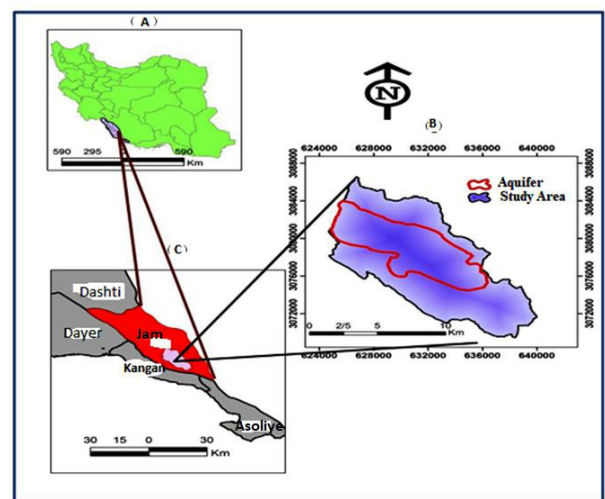 ( A )
590 295 590
Km
N
( B )
624000 628000 632000 636000 640000
3088000
3084000
3080000
3076000
3072000
Aquifer
Study Area
0 2/5 5 10
Km
624000 628000 632000 636000 640000
( C )
Dashti
Dayer
Jam
Kangan
Asoliye
30 15 0 30
Km